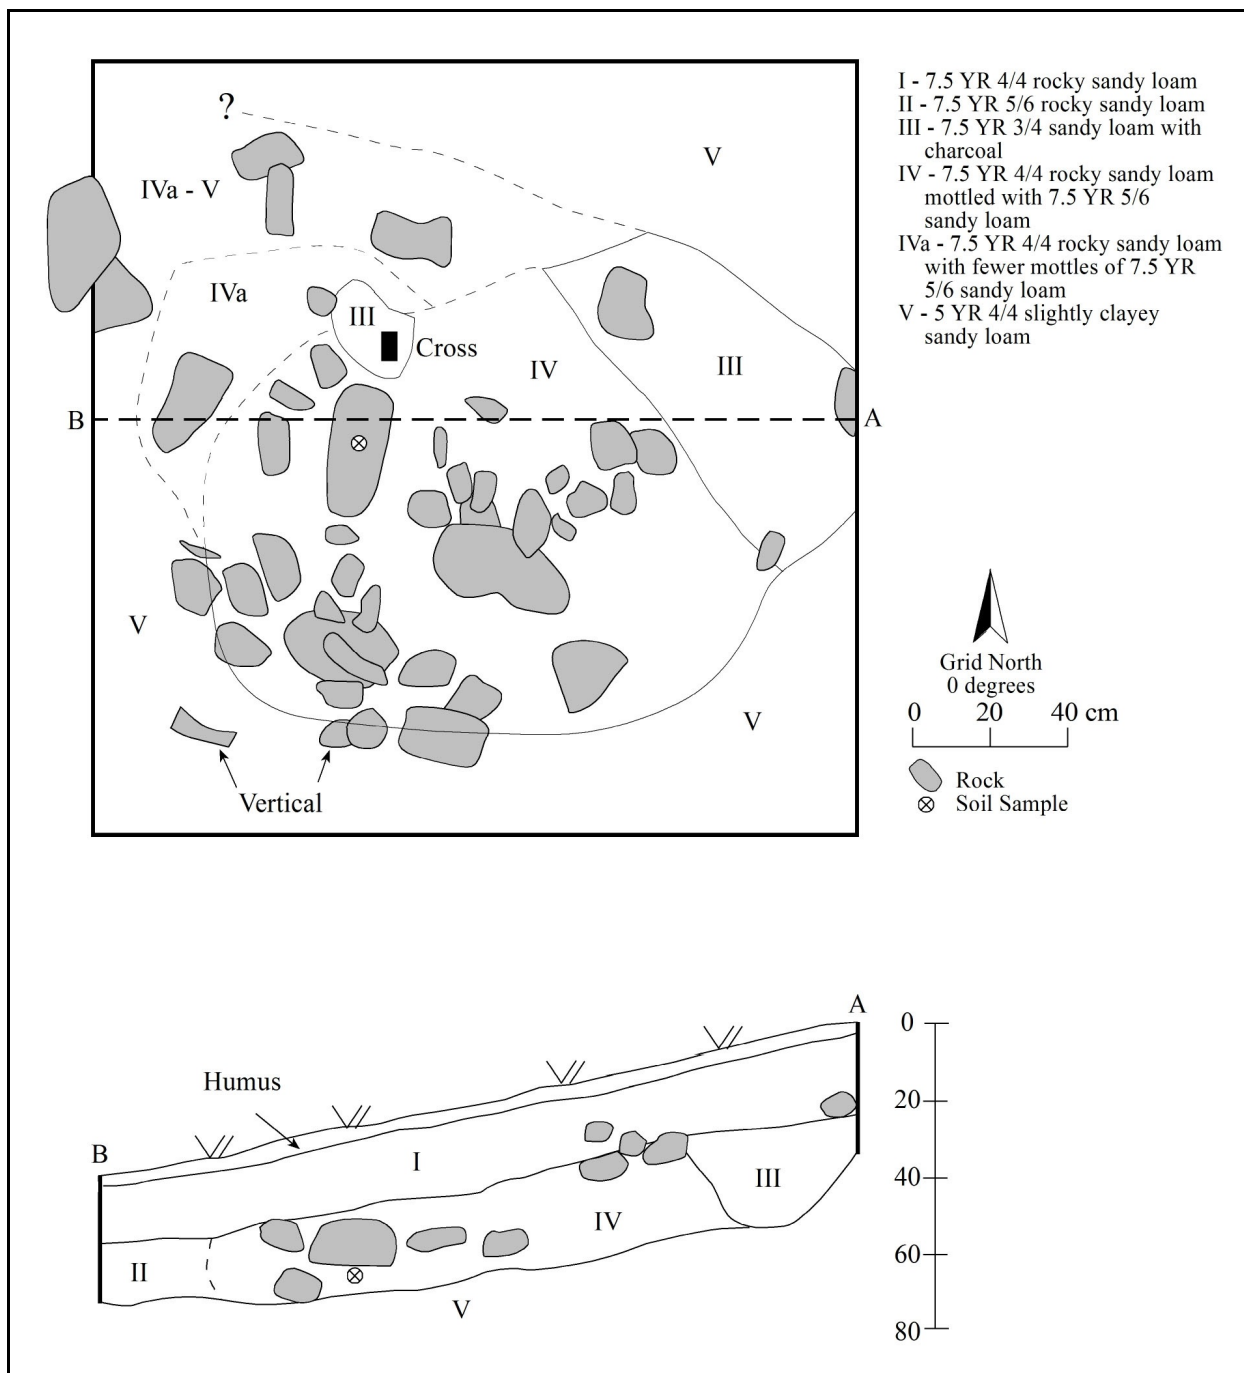 ?
V
IVa - V
IVa
III
Cross
IV
III
B
A
V
V
Vertical
I - 7.5 YR 4/4 rocky sandy loam
II - 7.5 YR 5/6 rocky sandy loam
III - 7.5 YR 3/4 sandy loam with
charcoal
IV - 7.5 YR 4/4 rocky sandy loam
mottled with 7.5 YR 5/6
sandy loam
IVa - 7.5 YR 4/4 rocky sandy loam
with fewer mottles of 7.5 YR
5/6 sandy loam
V - 5 YR 4/4 slightly clayey
sandy loam
Grid North
0 degrees
0 20 40 cm
Rock
Soil Sample
A
0
Humus
20
B
I
III
40
IV
60
II
V
80